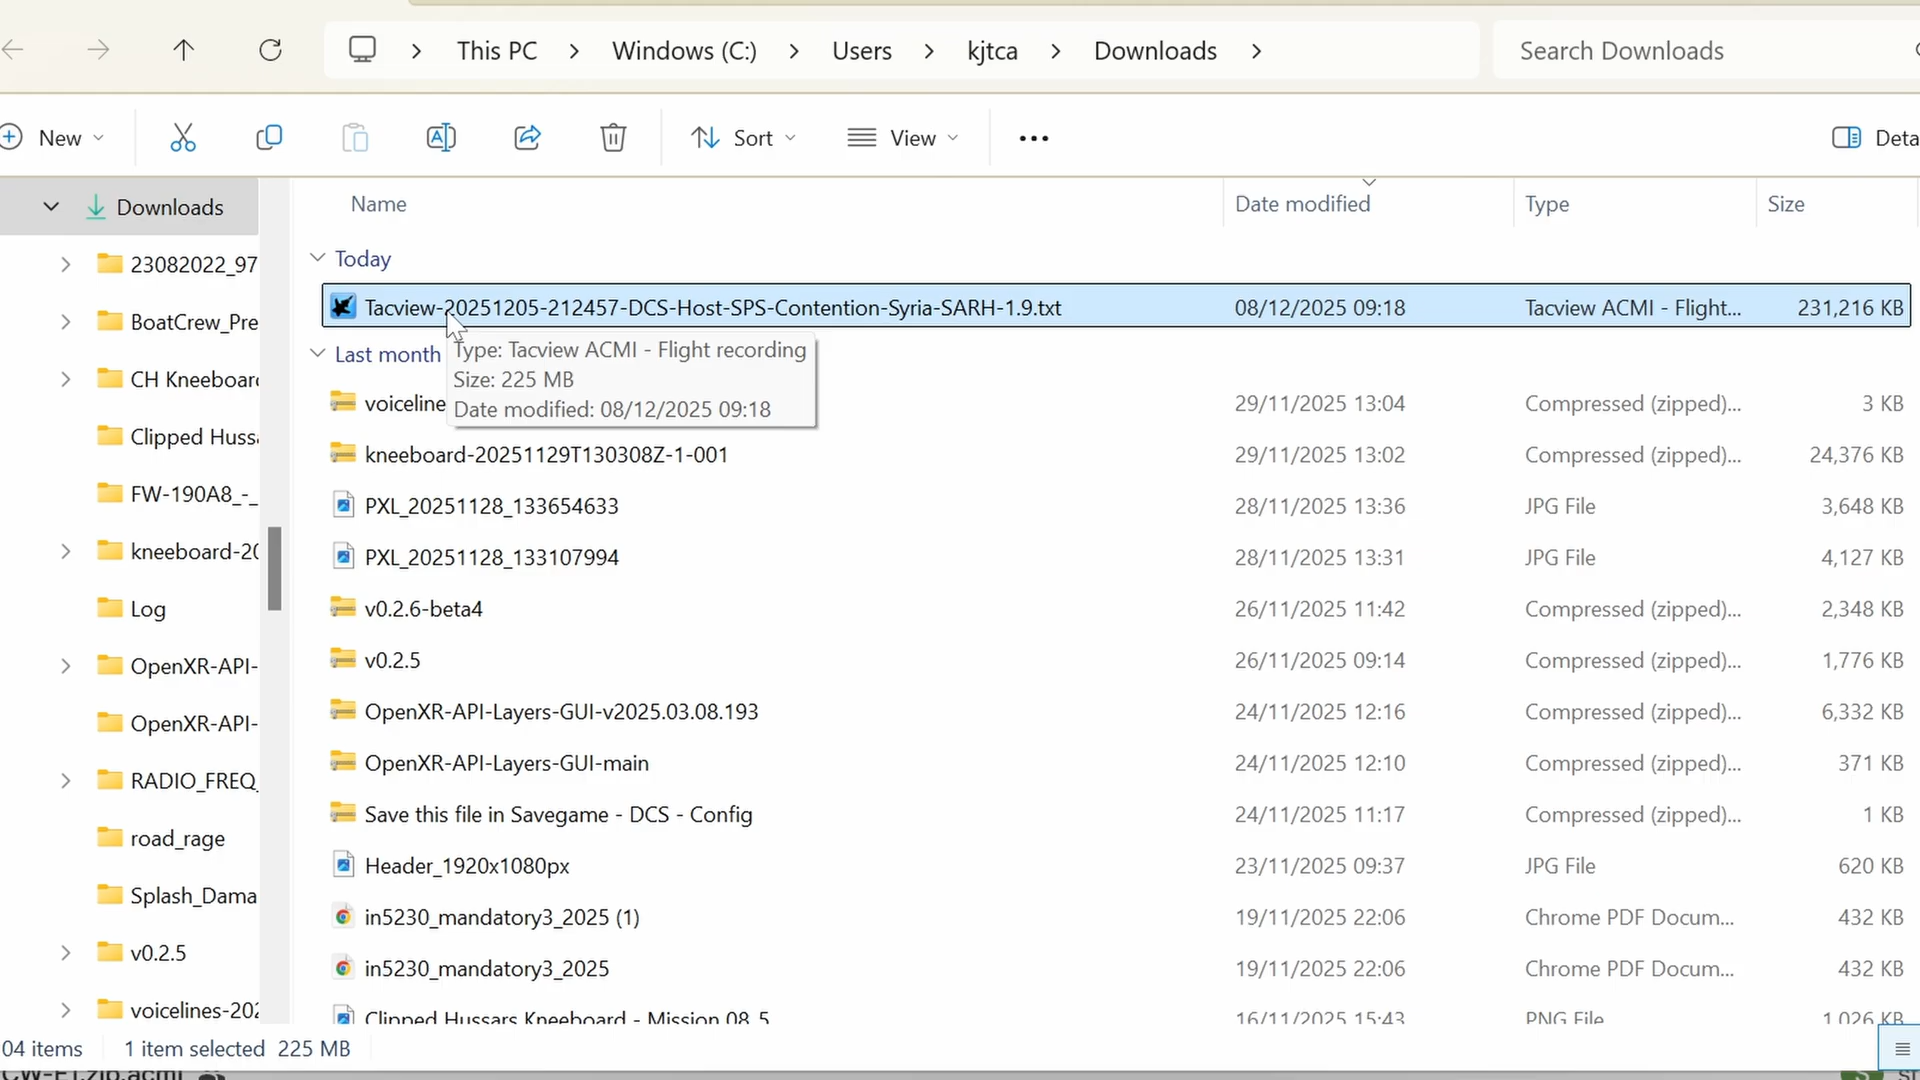 This PC > Windows (C:) > Users > kjtca > Downloads >
Search Downloads
New
Sort
View
Deta
Downloads
23082022_97
BoatCrew_Pre
CH Kneeboar
Clipped Huss
FW-190A8_-_
kneeboard-20
Log
OpenXR-API-
OpenXR-API-
RADIO_FREQ_
road_rage
Splash_Dama
v0.2.5
voicelines-202
Name Date modified Type Size
Today
Tacview-20251205-212457-DCS-Host-SPS-Contention-Syria-SARH-1.9.txt 08/12/2025 09:18 Tacview ACMI - Flight... 231,216 KB
Last month
Type: Tacview ACMI - Flight recording
Size: 225 MB
Date modified: 08/12/2025 09:18
voiceline 29/11/2025 13:04 Compressed (zipped)... 3 KB
kneeboard-20251129T130308Z-1-001 29/11/2025 13:02 Compressed (zipped)... 24,376 KB
PXL_20251128_133654633 28/11/2025 13:36 JPG File 3,648 KB
PXL_20251128_133107994 28/11/2025 13:31 JPG File 4,127 KB
v0.2.6-beta4 26/11/2025 11:42 Compressed (zipped)... 2,348 KB
v0.2.5 26/11/2025 09:14 Compressed (zipped)... 1,776 KB
OpenXR-API-Layers-GUI-v2025.03.08.193 24/11/2025 12:16 Compressed (zipped)... 6,332 KB
OpenXR-API-Layers-GUI-main 24/11/2025 12:10 Compressed (zipped)... 371 KB
Save this file in Savegame - DCS - Config 24/11/2025 11:17 Compressed (zipped)... 1 KB
Header_1920x1080px 23/11/2025 09:37 JPG File 620 KB
in5230_mandatory3_2025 (1) 19/11/2025 22:06 Chrome PDF Docum... 432 KB
in5230_mandatory3_2025 19/11/2025 22:06 Chrome PDF Docum... 432 KB
Clipped Hussars Kneeboard - Mission 08_5 16/11/2025 15:43 PNG File 1,026 KB
04 items 1 item selected 225 MB
CW-E1.zip.acmi